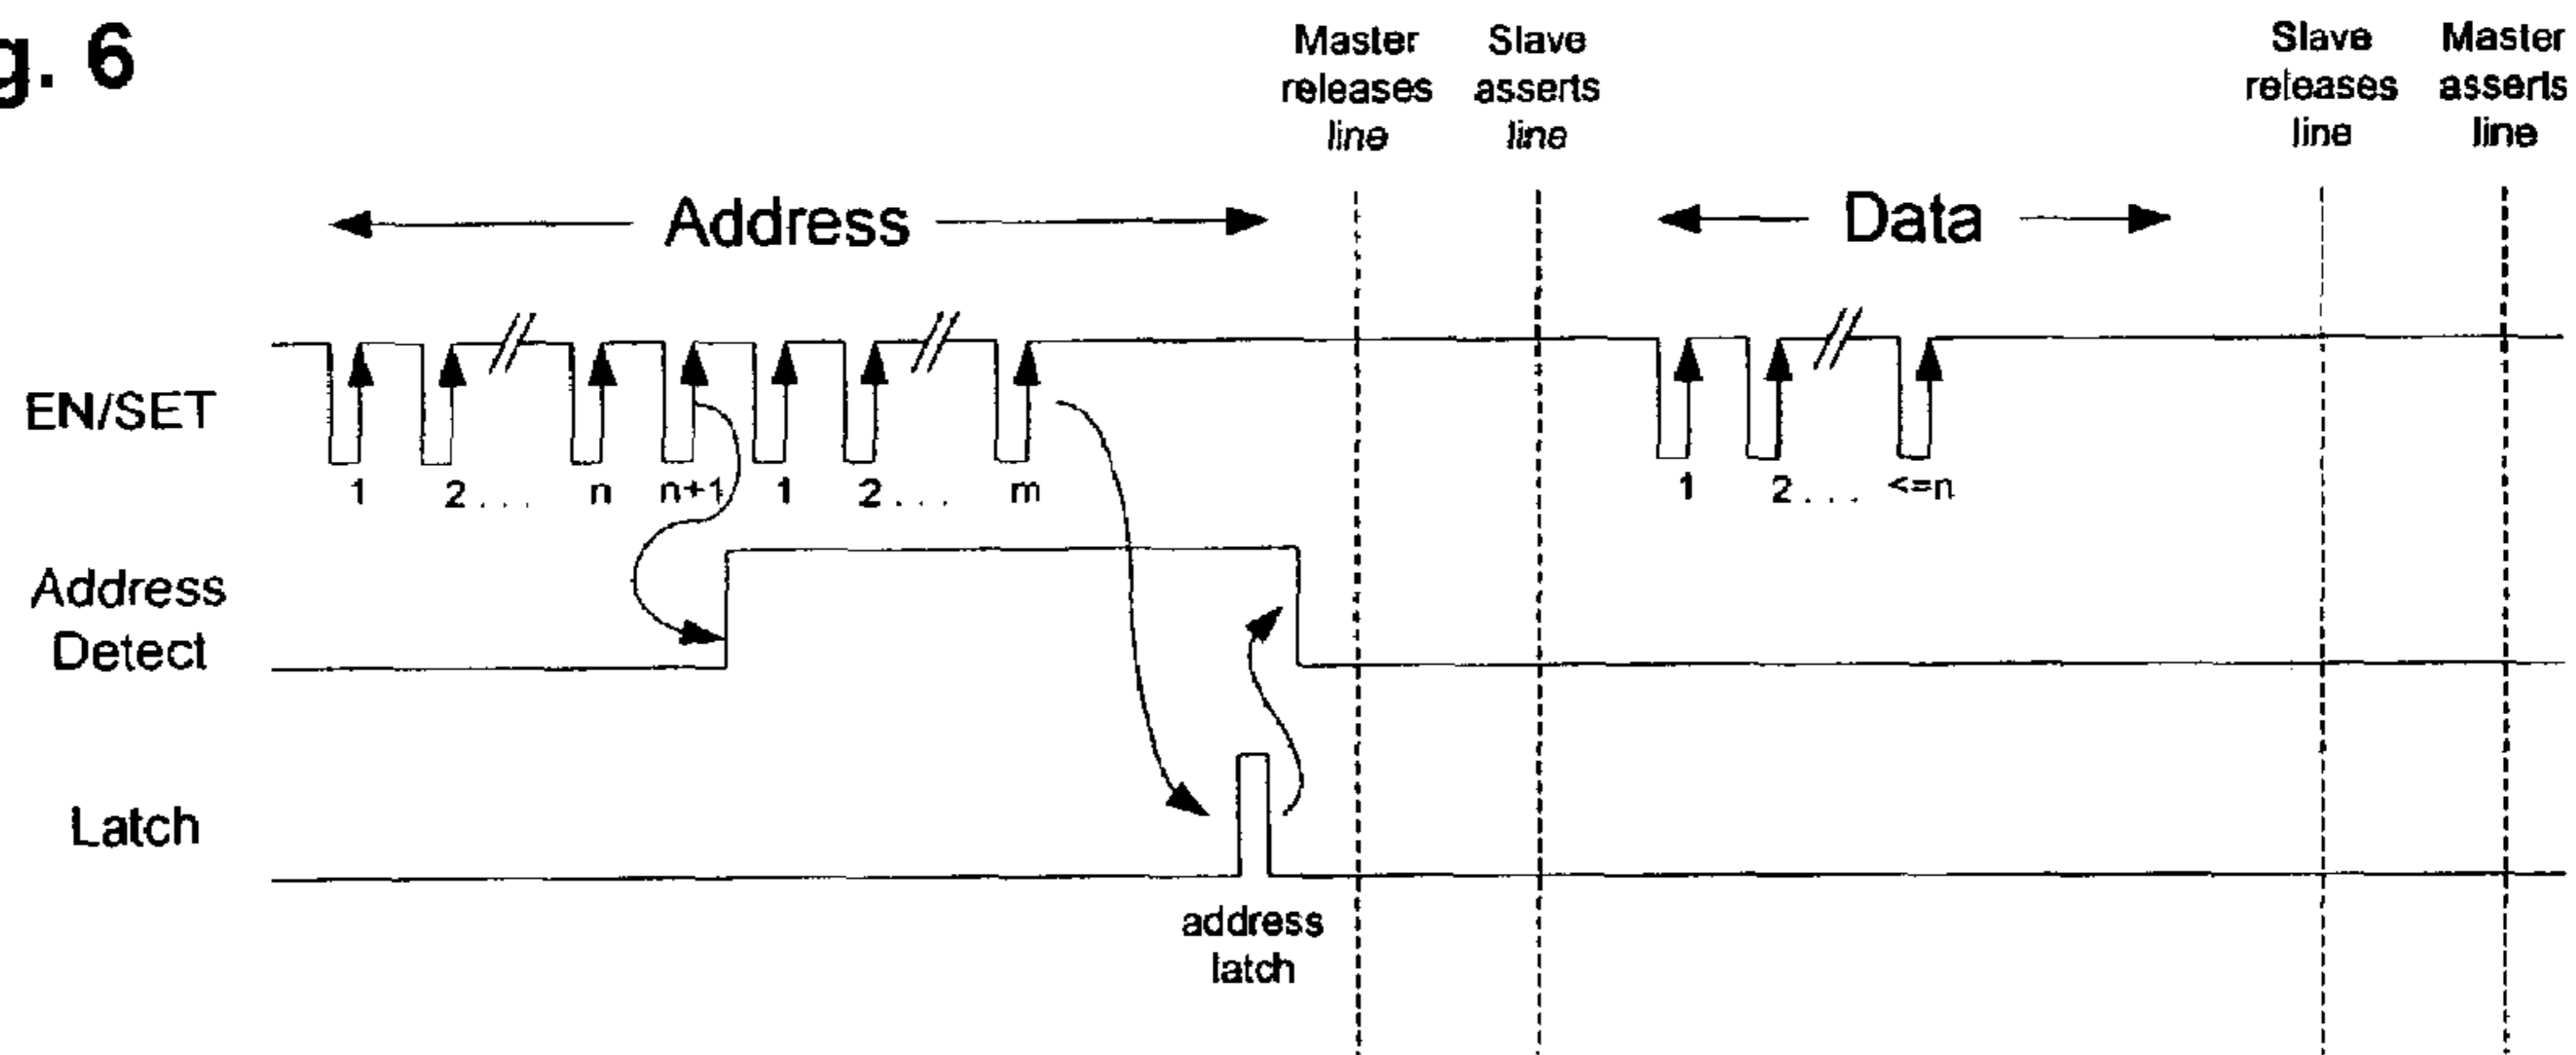 g. 6
Master releases line
Slave asserts line
Slave releases line
Master asserts line
Address
Data
EN/SET
1 2 . . . n n+1 1 2 . . . m 1 2 . . . <=n
Address
Detect
Latch
address
latch